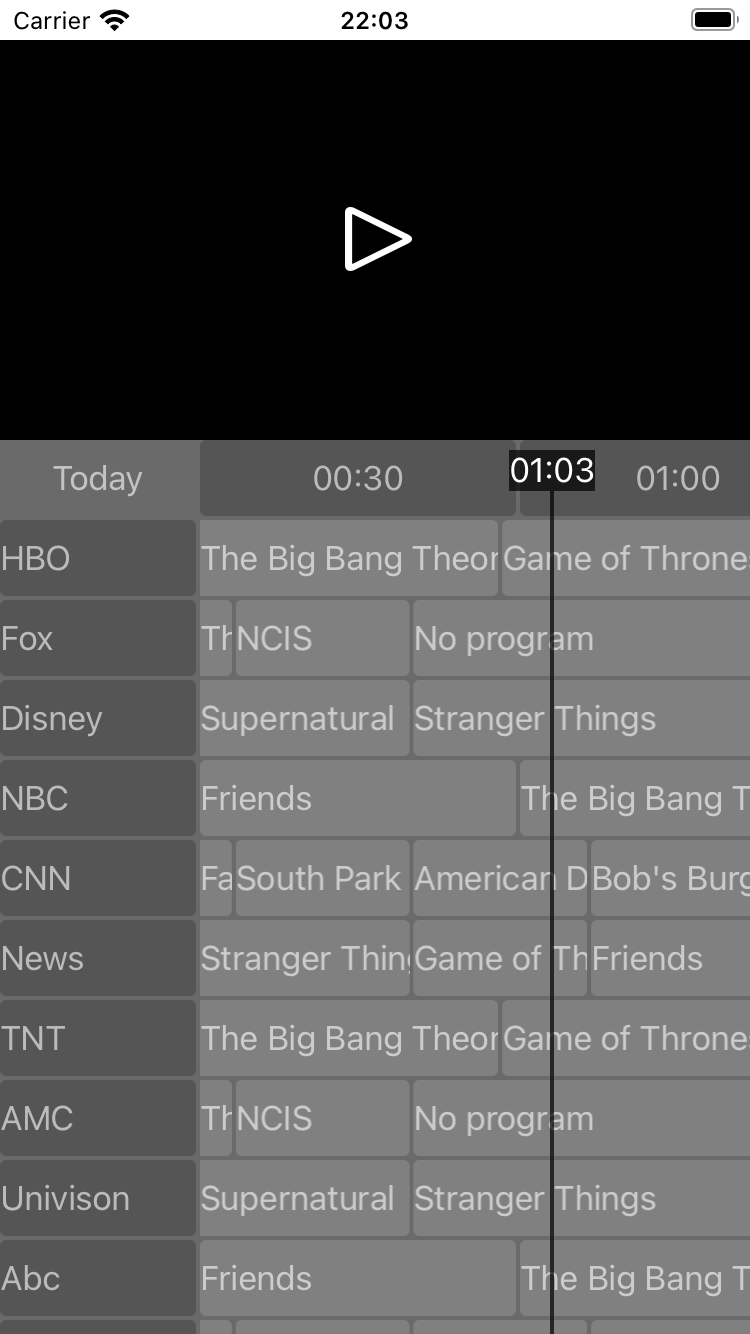 Carrier 22:03
Today 00:30 01:03 01:00
HBO The Big Bang Theor Game of Throne
Fox Th NCIS No program
Disney Supernatural Stranger Things
NBC Friends The Big Bang T
CNN Fa South Park American D Bob's Burg
News Stranger Thing Game of Th Friends
TNT The Big Bang Theor Game of Throne
AMC Th NCIS No program
Univison Supernatural Stranger Things
Abc Friends The Big Bang T